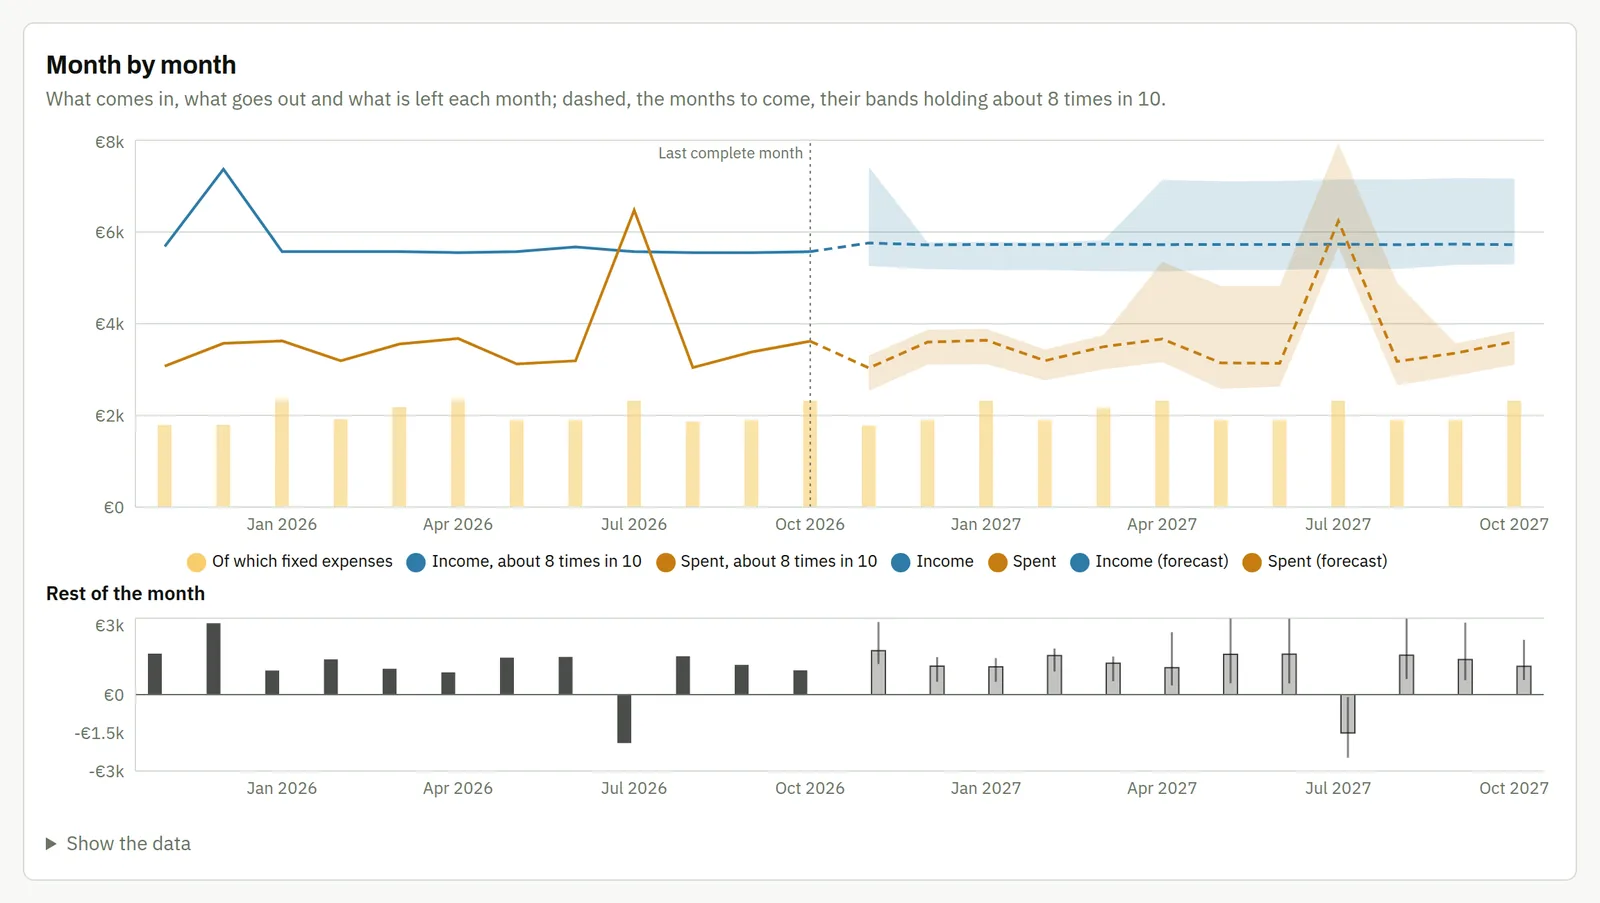 Month by month
What comes in, what goes out and what is left each month; dashed, the months to come, their bands holding about 8 times in 10.
€8k
Last complete month
€6k
€4k
€2k
€0
Jan 2026 Apr 2026 Jul 2026 Oct 2026 Jan 2027 Apr 2027 Jul 2027 Oct 2027
Of which fixed expenses Income, about 8 times in 10 Spent, about 8 times in 10 Income Spent Income (forecast) Spent (forecast)
Rest of the month
€3k
€0
-€1.5k
-€3k
Jan 2026 Apr 2026 Jul 2026 Oct 2026 Jan 2027 Apr 2027 Jul 2027 Oct 2027
Show the data